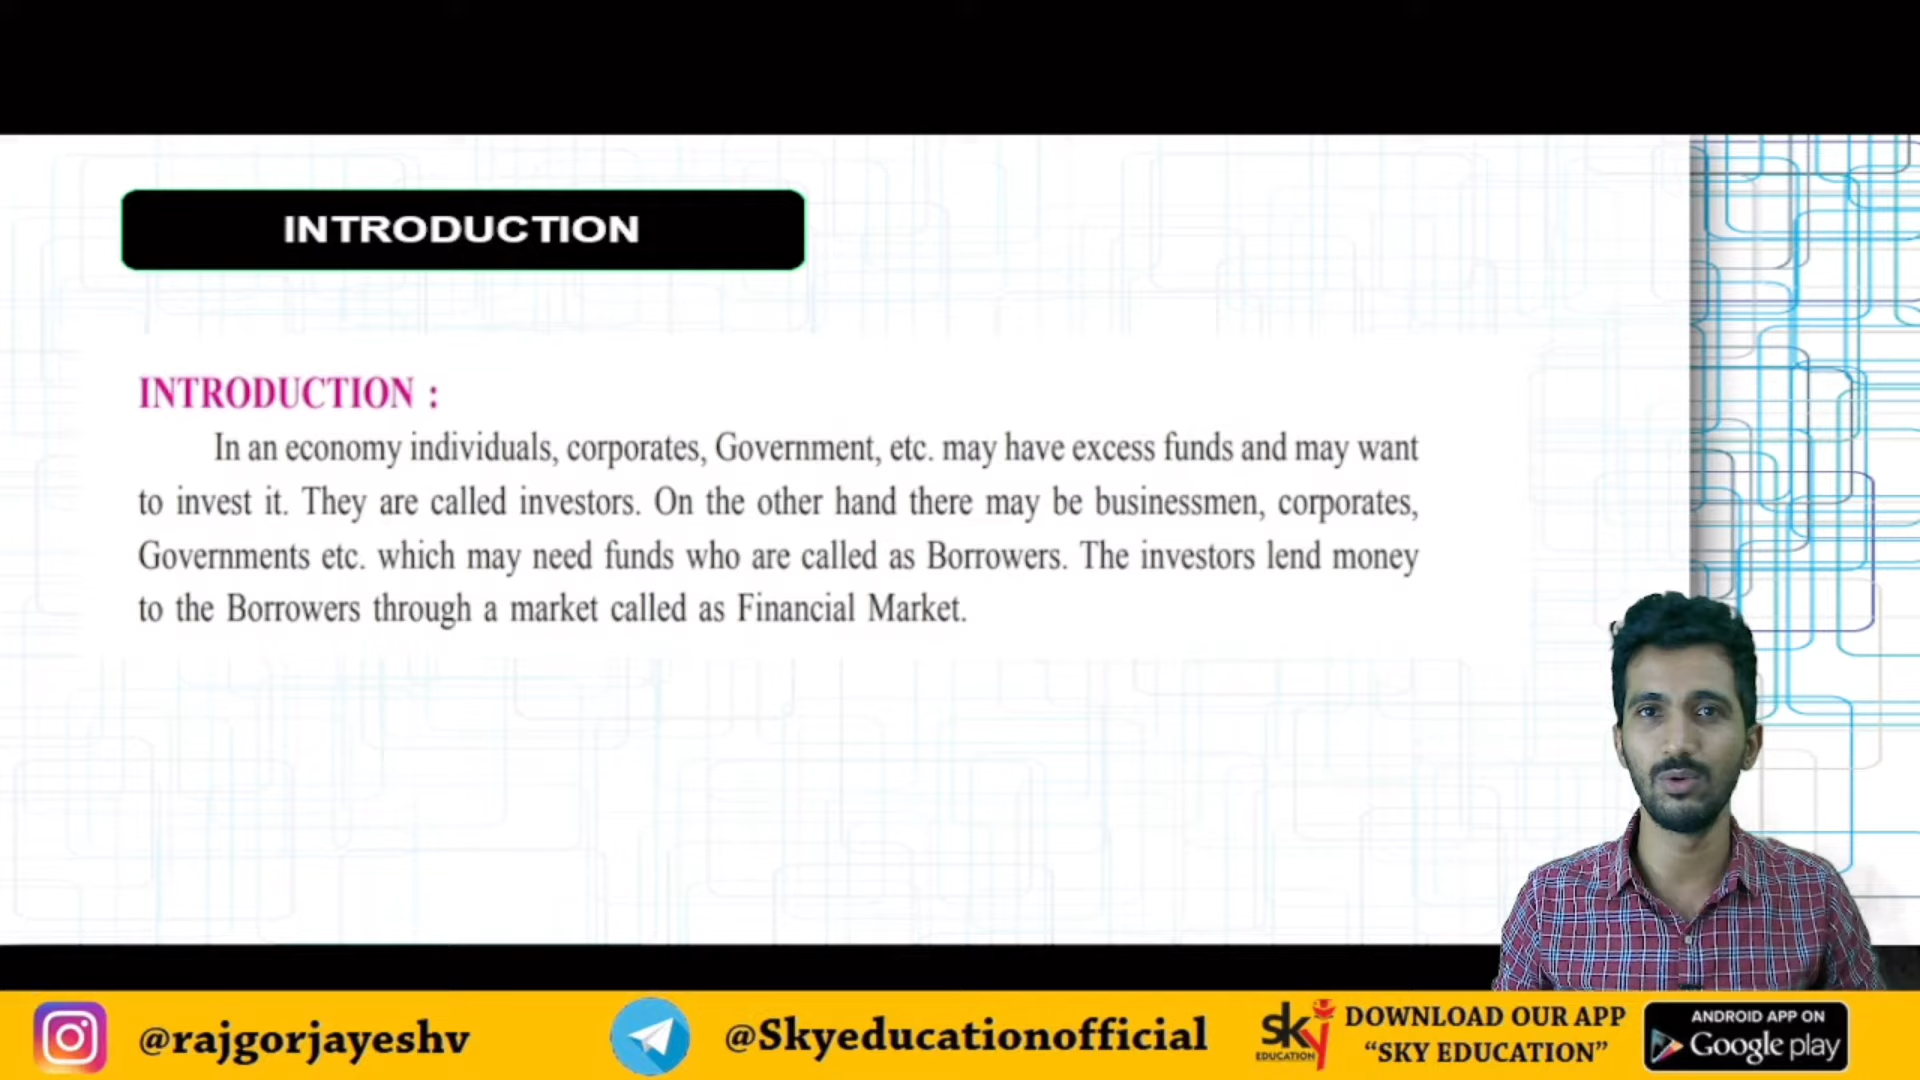 INTRODUCTION
INTRODUCTION :
In an economy individuals, corporates, Government, etc. may have excess funds and may want
to invest it. They are called investors. On the other hand there may be businessmen, corporates,
Governments etc. which may need funds who are called as Borrowers. The investors lend money
to the Borrowers through a market called as Financial Market.
@rajgorjayeshv
@Skyeducationofficial
sky
EDUCATION
DOWNLOAD OUR APP
“SKY EDUCATION”
ANDROID APP ON
Google play